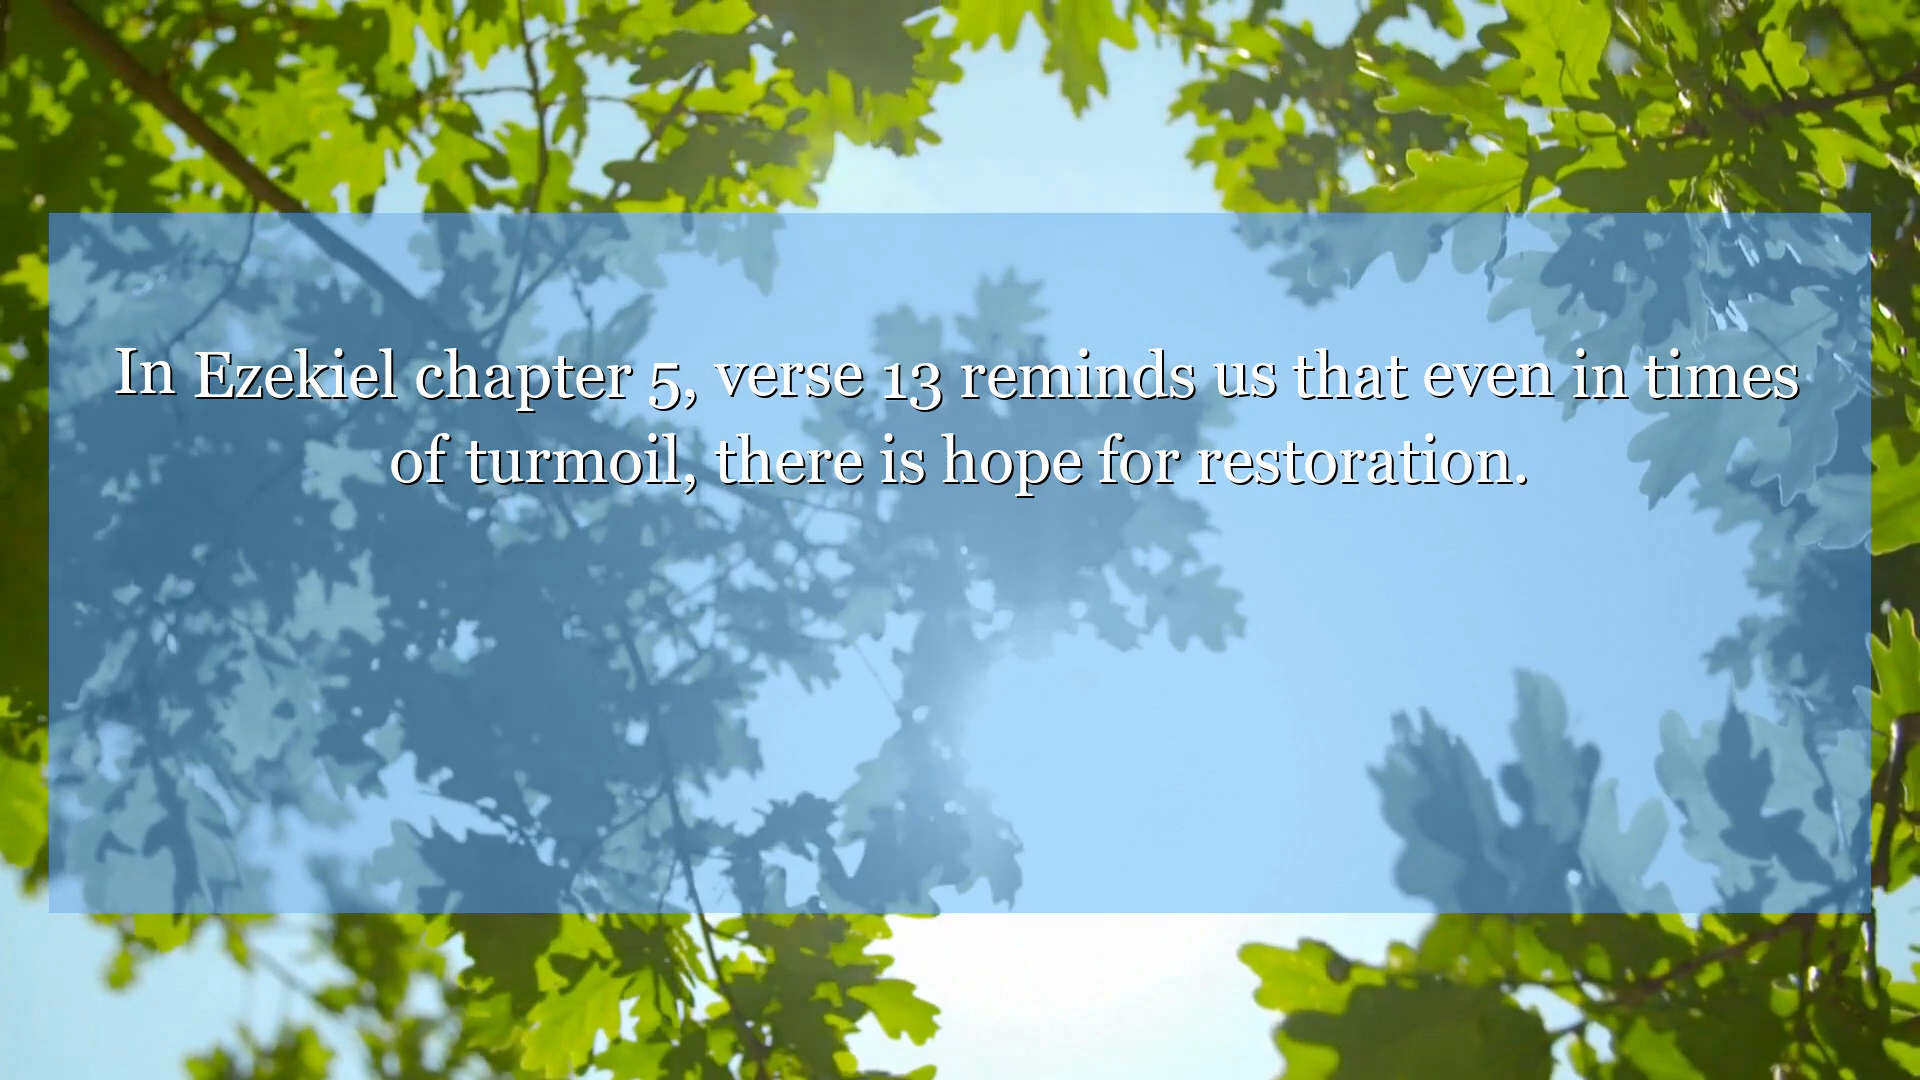 In Ezekiel chapter 5, verse 13 reminds us that even in times
of turmoil, there is hope for restoration.